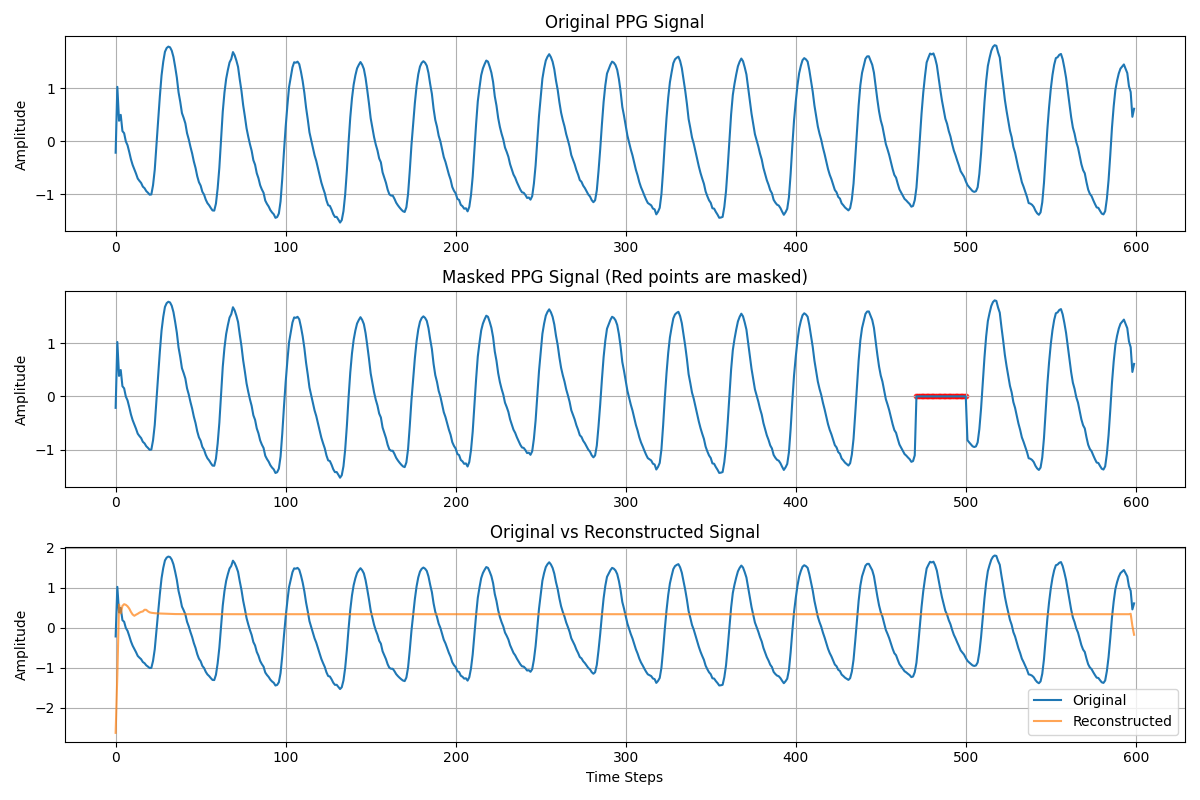 Original PPG Signal
Amplitude
1
0
−1
0 100 200 300 400 500 600
Masked PPG Signal (Red points are masked)
Amplitude
1
0
−1
0 100 200 300 400 500 600
Original vs Reconstructed Signal
Amplitude
2
1
0
−1
−2
Original
Reconstructed
0 100 200 300 400 500 600
Time Steps